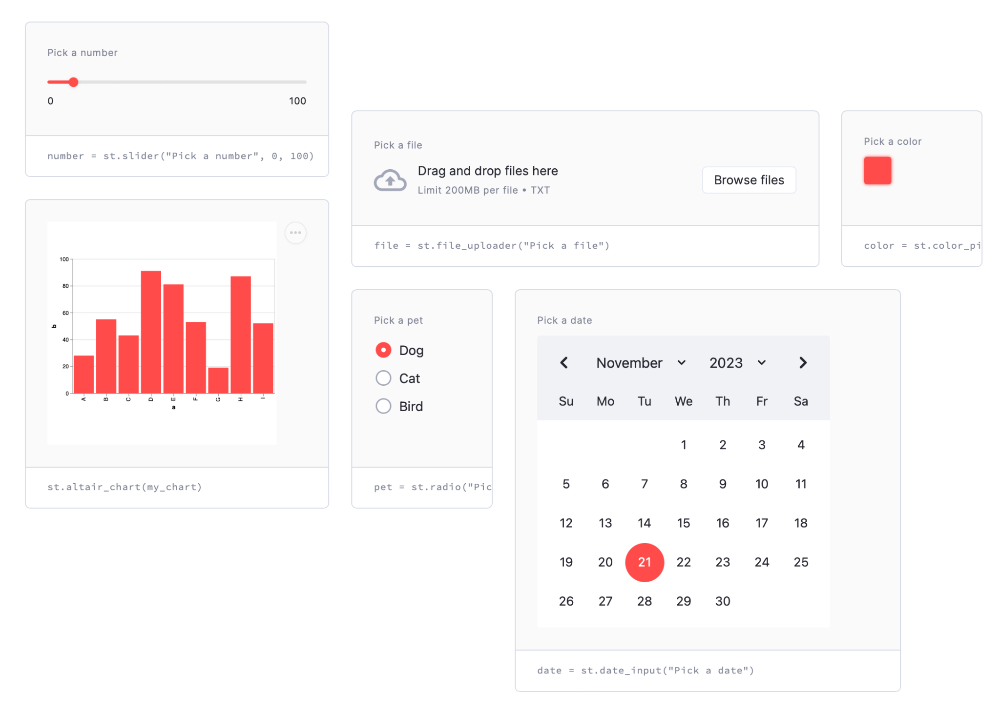 Pick a number
0 100
number = st.slider("Pick a number", 0, 100)
100
80
60
40
20
0
b
A B C D E F G H I
a
st.altair_chart(my_chart)
Pick a file
Drag and drop files here
Limit 200MB per file • TXT
Browse files
file = st.file_uploader("Pick a file")
Pick a color
color = st.color_pi
Pick a pet
Dog
Cat
Bird
pet = st.radio("Pic
Pick a date
November 2023
Su Mo Tu We Th Fr Sa
1 2 3 4
5 6 7 8 9 10 11
12 13 14 15 16 17 18
19 20 21 22 23 24 25
26 27 28 29 30
date = st.date_input("Pick a date")